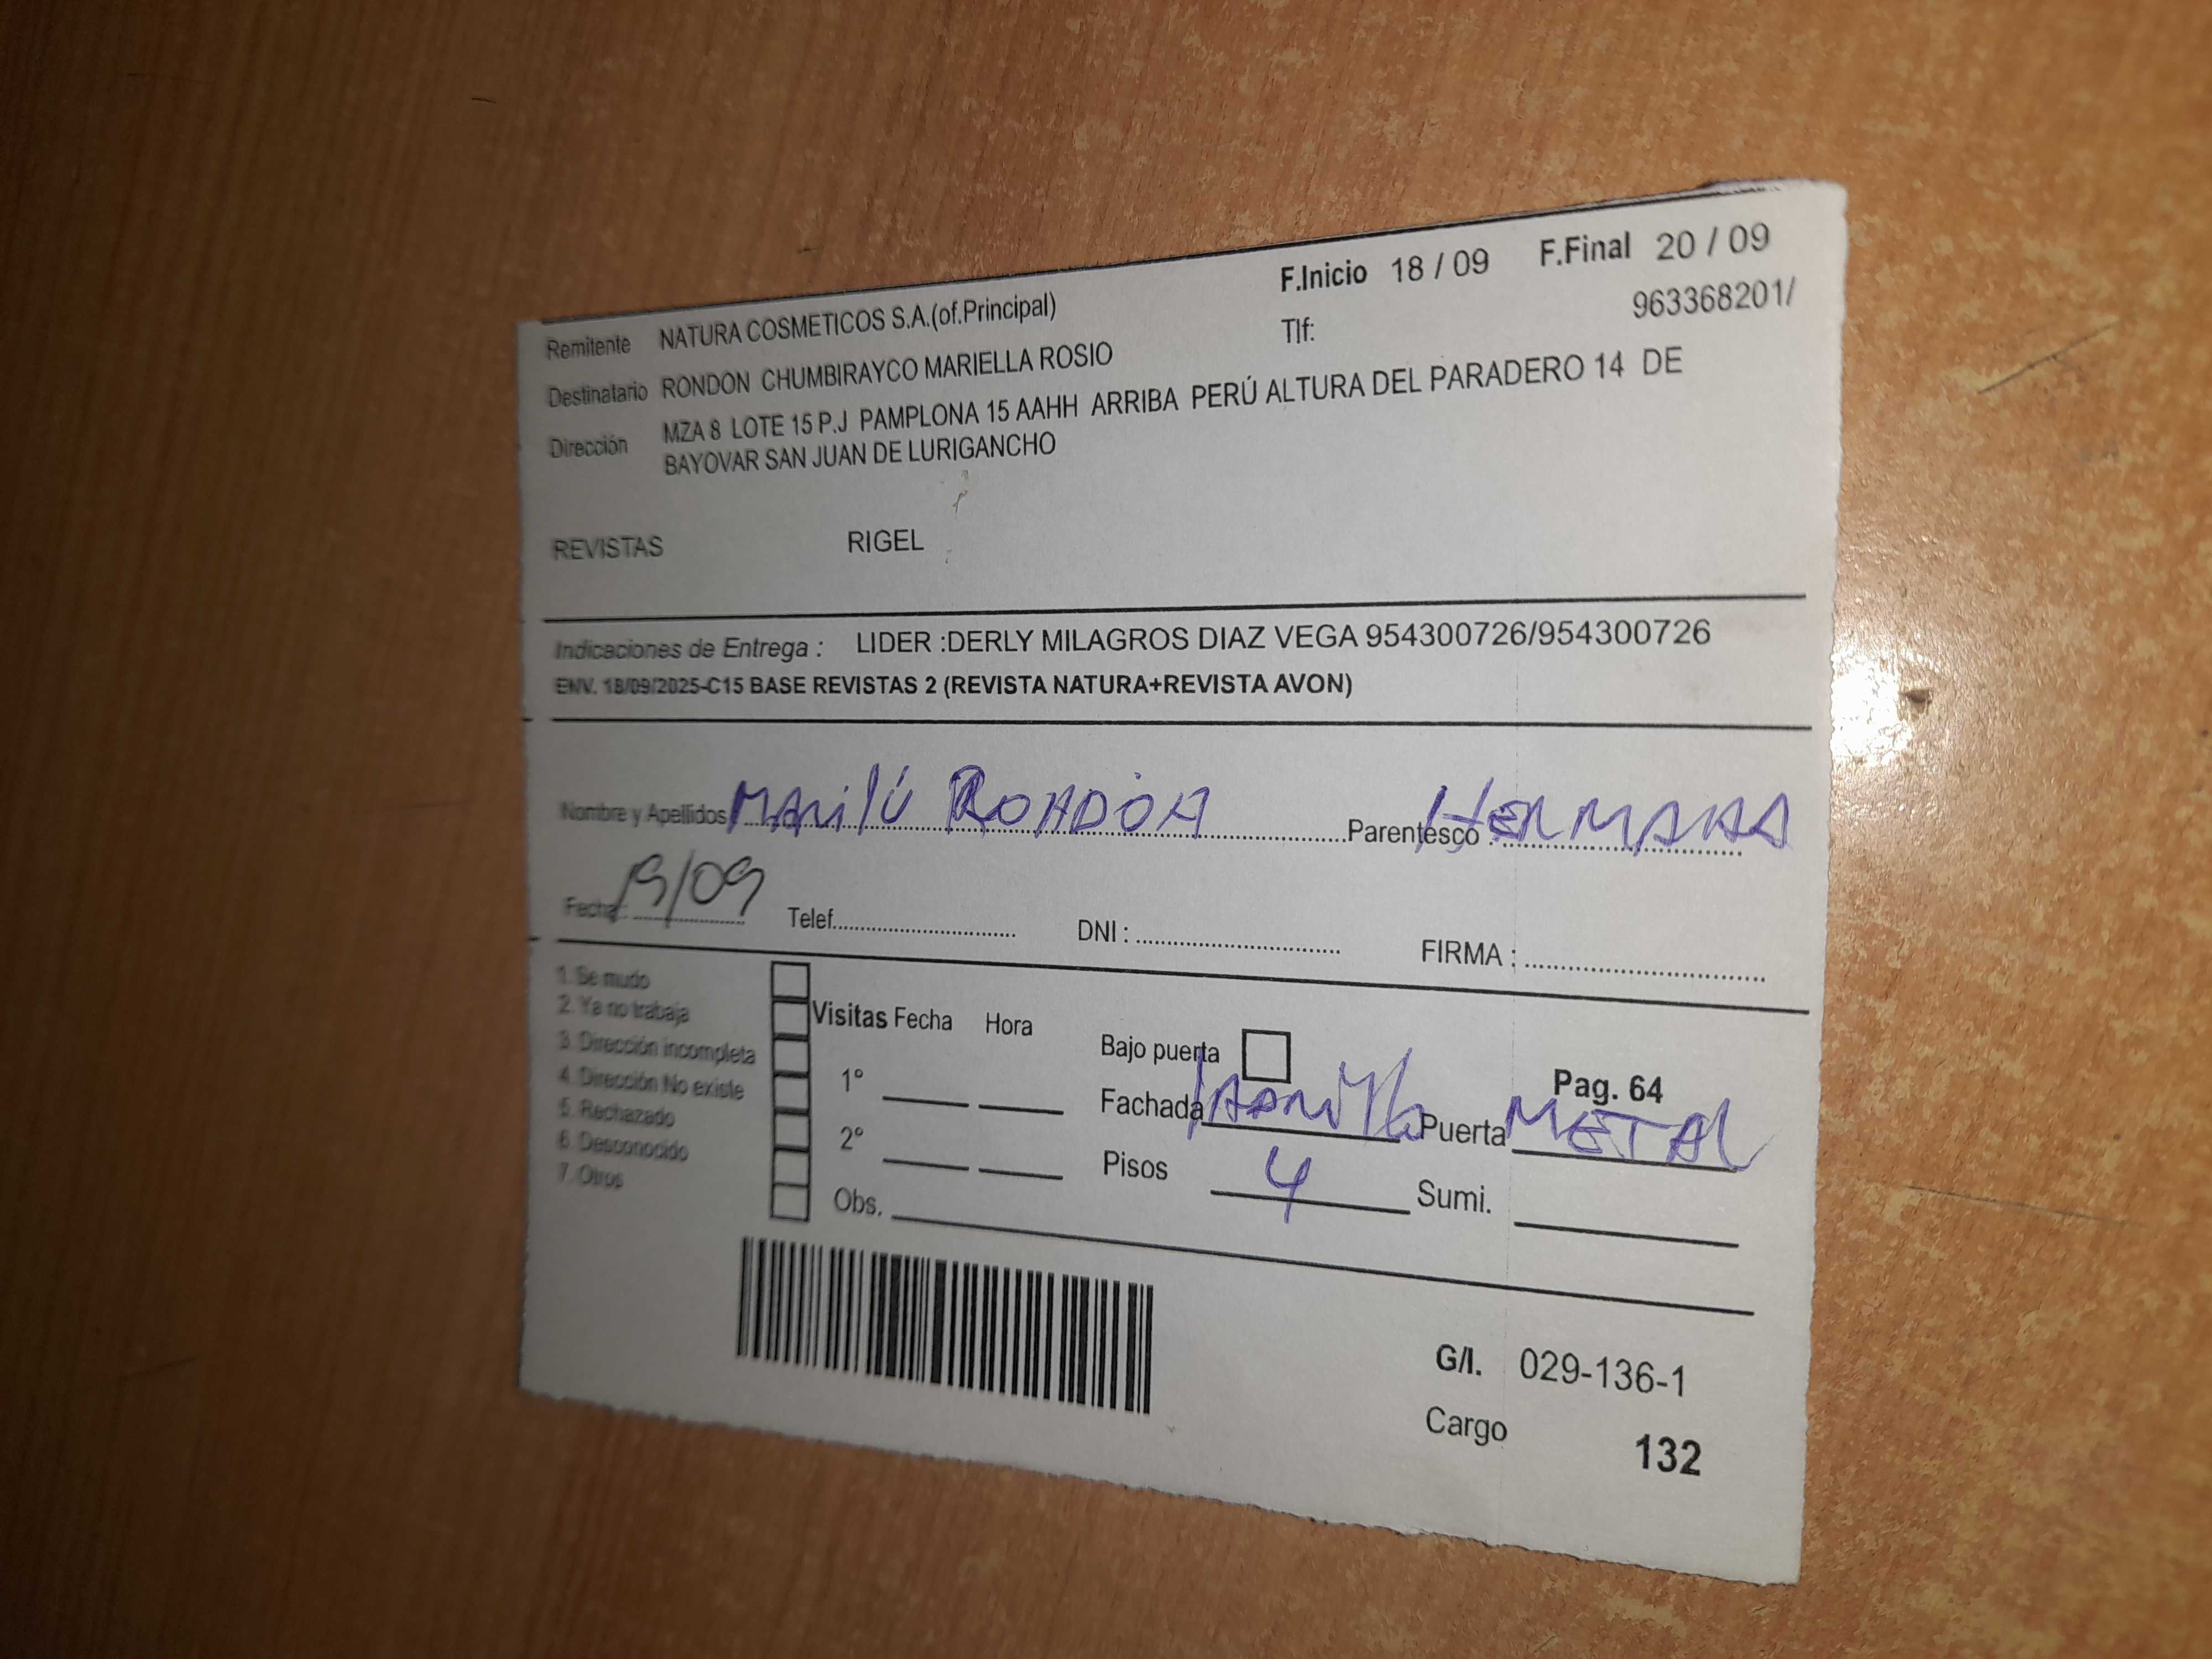 F.Inicio 18 / 09 F.Final 20 / 09
Remitente NATURA COSMETICOS S.A.(of.Principal) Tlf: 963368201/
Destinatario RONDON CHUMBIRAYCO MARIELLA ROSIO
Dirección MZA 8 LOTE 15 P.J PAMPLONA 15 AAHH ARRIBA PERÚ ALTURA DEL PARADERO 14 DE
BAYOVAR SAN JUAN DE LURIGANCHO
REVISTAS RIGEL
Indicaciones de Entrega : LIDER :DERLY MILAGROS DIAZ VEGA 954300726/954300726
ENV. 18/09/2025-C15 BASE REVISTAS 2 (REVISTA NATURA+REVISTA AVON)
Nombre y Apellidos MARILÚ RONDON Parentesco : HERMANA
Fecha: 19/09 Telef. DNI : FIRMA :
1. Se mudo
2. Ya no trabaja
3. Dirección incompleta
4. Dirección No existe
5. Rechazado
6. Desconocido
7. Otros
Visitas Fecha Hora
1°
2°
Obs.
Bajo puerta
Pag. 64
Fachada LADRILLO Puerta METAL
Pisos 4 Sumi.
G/I. 029-136-1
Cargo 132